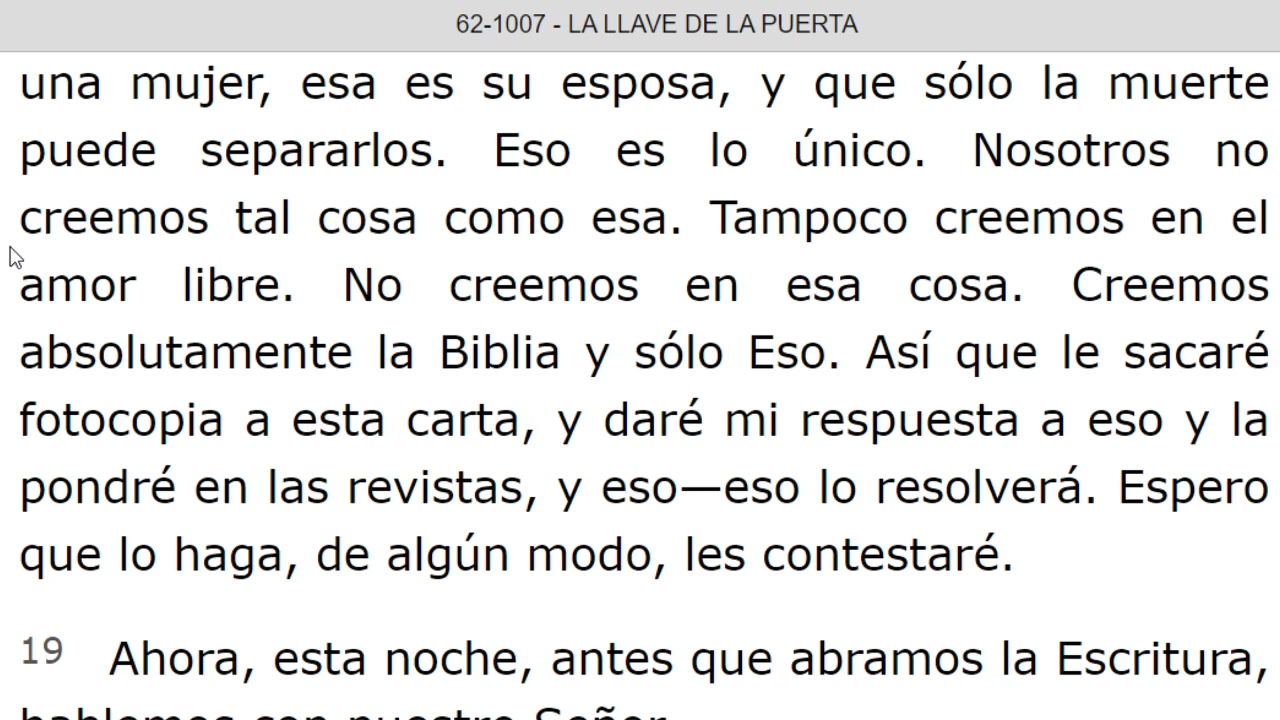 62-1007 - LA LLAVE DE LA PUERTA
una mujer, esa es su esposa, y que sólo la muerte
puede separarlos. Eso es lo único. Nosotros no
creemos tal cosa como esa. Tampoco creemos en el
amor libre. No creemos en esa cosa. Creemos
absolutamente la Biblia y sólo Eso. Así que le sacaré
fotocopia a esta carta, y daré mi respuesta a eso y la
pondré en las revistas, y eso—eso lo resolverá. Espero
que lo haga, de algún modo, les contestaré.
19 Ahora, esta noche, antes que abramos la Escritura,
hablemos con nuestro Señor